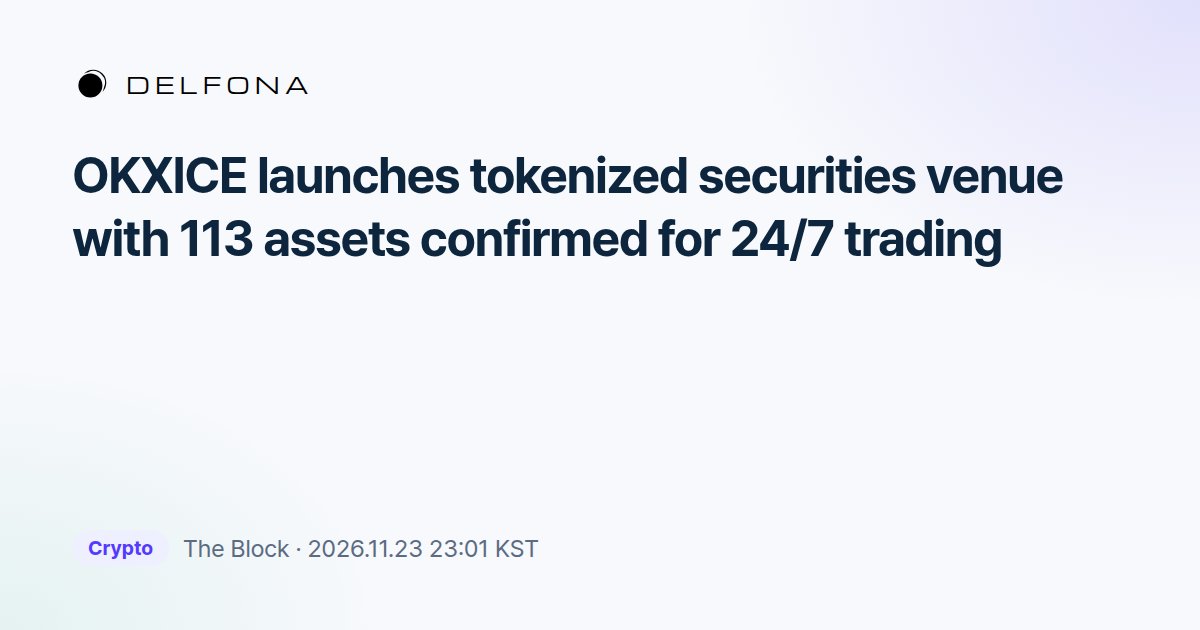 DELFONA
OKXICE launches tokenized securities venue
with 113 assets confirmed for 24/7 trading
Crypto The Block · 2026.11.23 23:01 KST